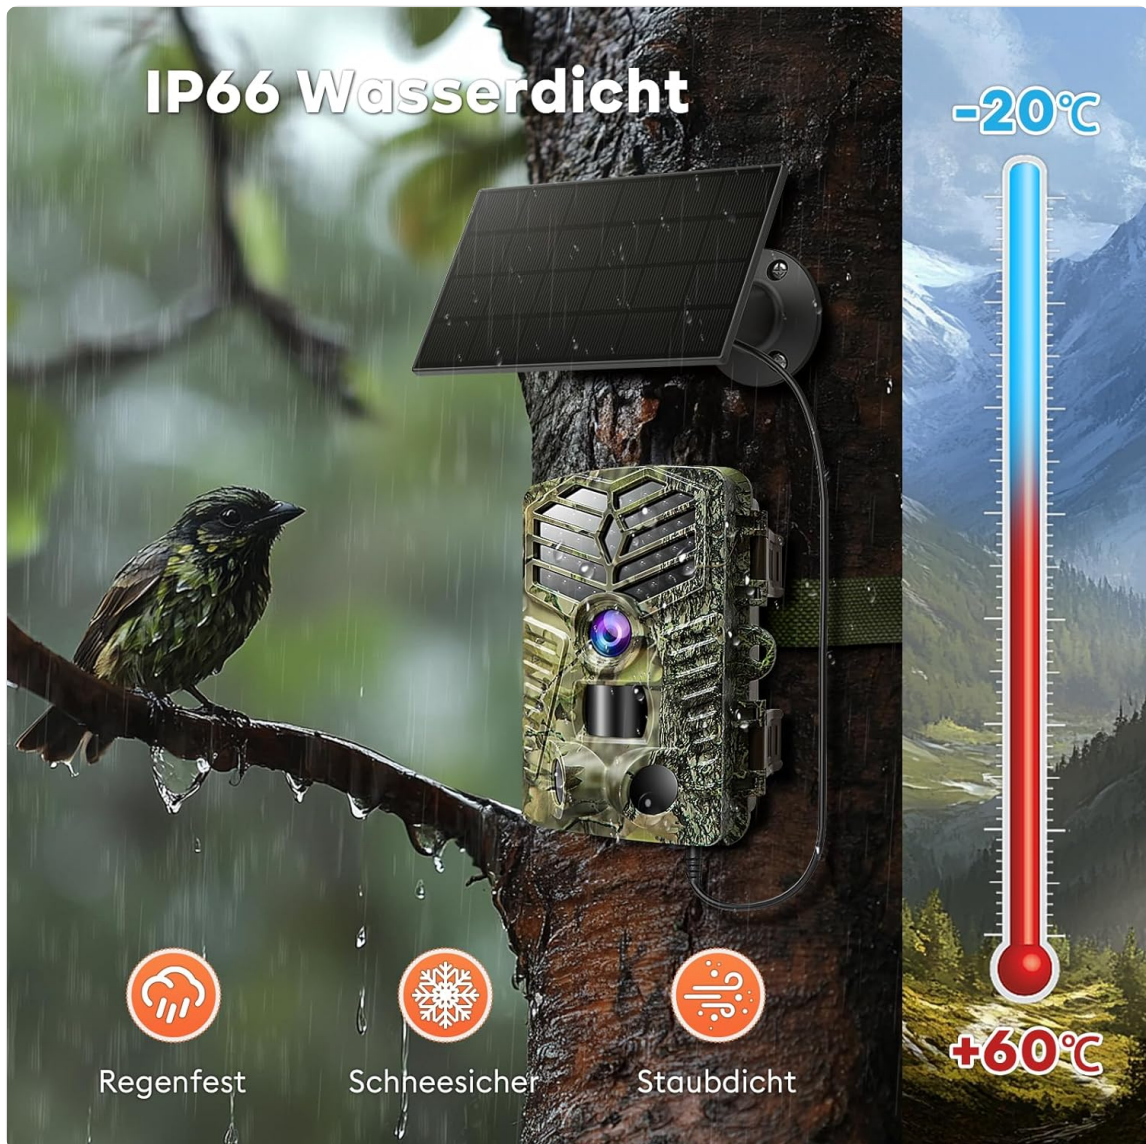 IP66 Wasserdicht
-20℃
+60℃
Regenfest
Schneesicher
Staubdicht